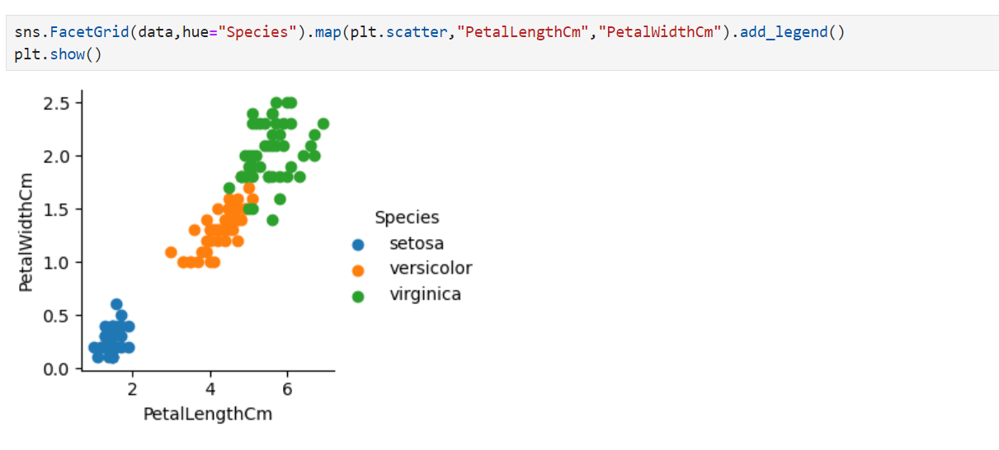 sns.FacetGrid(data,hue="Species").map(plt.scatter,"PetalLengthCm","PetalWidthCm").add_legend()
plt.show()
2.5
2.0
1.5
1.0
0.5
0.0
PetalWidthCm
2 4 6
PetalLengthCm
Species
setosa
versicolor
virginica